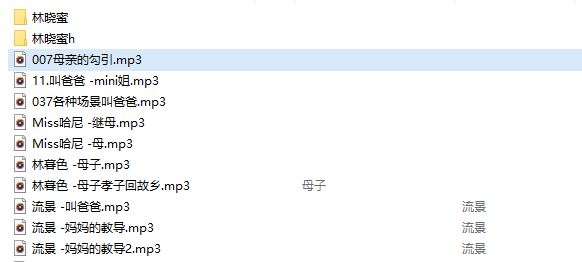 林晓蜜
林晓蜜h
007母亲的勾引.mp3
11.叫爸爸 -mini姐.mp3
037各种场景叫爸爸.mp3
Miss哈尼 -继母.mp3
Miss哈尼 -母.mp3
林暮色 -母子.mp3
林暮色 -母子孝子回故乡.mp3 母子
流景 -叫爸爸.mp3 流景
流景 -妈妈的教导.mp3 流景
流景 -妈妈的教导2.mp3 流景